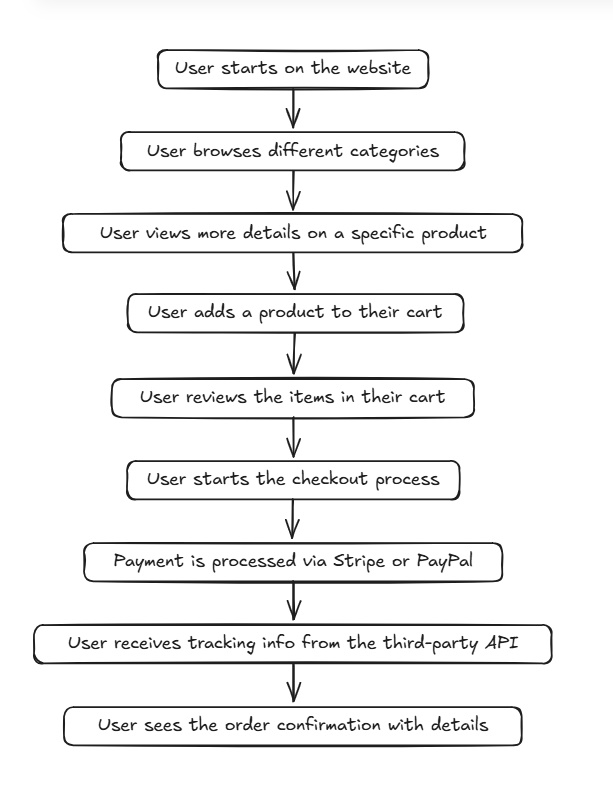 User starts on the website
User browses different categories
User views more details on a specific product
User adds a product to their cart
User reviews the items in their cart
User starts the checkout process
Payment is processed via Stripe or PayPal
User receives tracking info from the third-party API
User sees the order confirmation with details